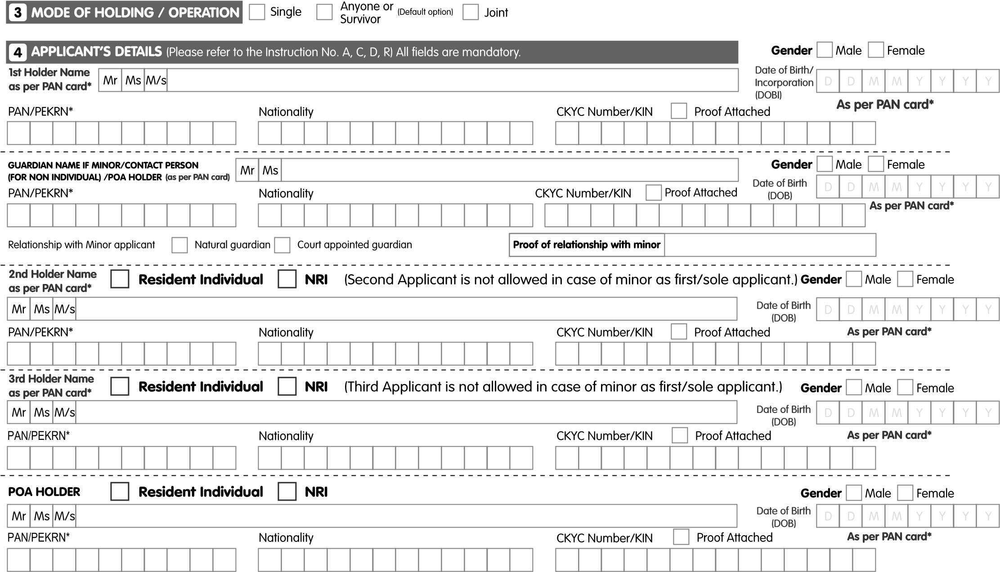 3 MODE OF HOLDING / OPERATION Single Anyone or Survivor (Default option) Joint
4 APPLICANT'S DETAILS (Please refer to the Instruction No. A, C, D, R) All fields are mandatory. Gender Male Female
1st Holder Name
as per PAN card* Mr Ms M/s
Date of Birth/
Incorporation
(DOBI) D D M M Y Y Y Y
As per PAN card*
PAN/PEKRN* Nationality CKYC Number/KIN Proof Attached
GUARDIAN NAME IF MINOR/CONTACT PERSON
(FOR NON INDIVIDUAL) /POA HOLDER (as per PAN card) Mr Ms
Gender Male Female
Date of Birth
(DOB) D D M M Y Y Y Y
As per PAN card*
PAN/PEKRN* Nationality CKYC Number/KIN Proof Attached
Relationship with Minor applicant Natural guardian Court appointed guardian Proof of relationship with minor
2nd Holder Name
as per PAN card* Resident Individual NRI (Second Applicant is not allowed in case of minor as first/sole applicant.) Gender Male Female
Mr Ms M/s
Date of Birth
(DOB) D D M M Y Y Y Y
PAN/PEKRN* Nationality CKYC Number/KIN Proof Attached As per PAN card*
3rd Holder Name
as per PAN card* Resident Individual NRI (Third Applicant is not allowed in case of minor as first/sole applicant.) Gender Male Female
Mr Ms M/s
Date of Birth
(DOB) D D M M Y Y Y Y
PAN/PEKRN* Nationality CKYC Number/KIN Proof Attached As per PAN card*
POA HOLDER Resident Individual NRI Gender Male Female
Mr Ms M/s
Date of Birth
(DOB) D D M M Y Y Y Y
PAN/PEKRN* Nationality CKYC Number/KIN Proof Attached As per PAN card*